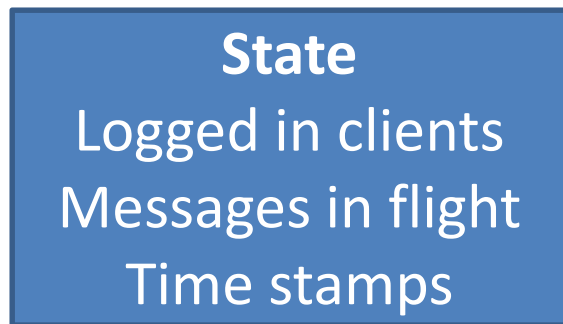 State
Logged in clients
Messages in flight
Time stamps